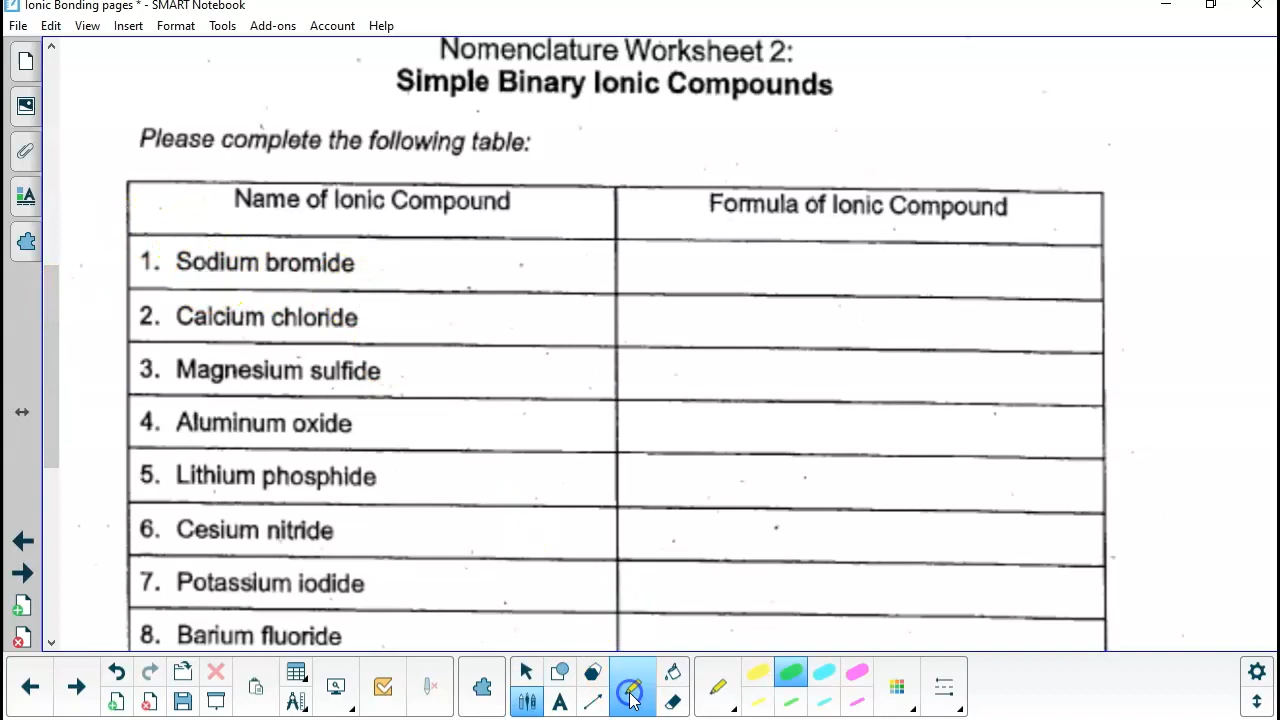 Ionic Bonding pages * - SMART Notebook
File Edit View Insert Format Tools Add-ons Account Help
Nomenclature Worksheet 2:
Simple Binary Ionic Compounds
Please complete the following table:
Name of Ionic Compound Formula of Ionic Compound
1. Sodium bromide
2. Calcium chloride
3. Magnesium sulfide
4. Aluminum oxide
5. Lithium phosphide
6. Cesium nitride
7. Potassium iodide
8. Barium fluoride